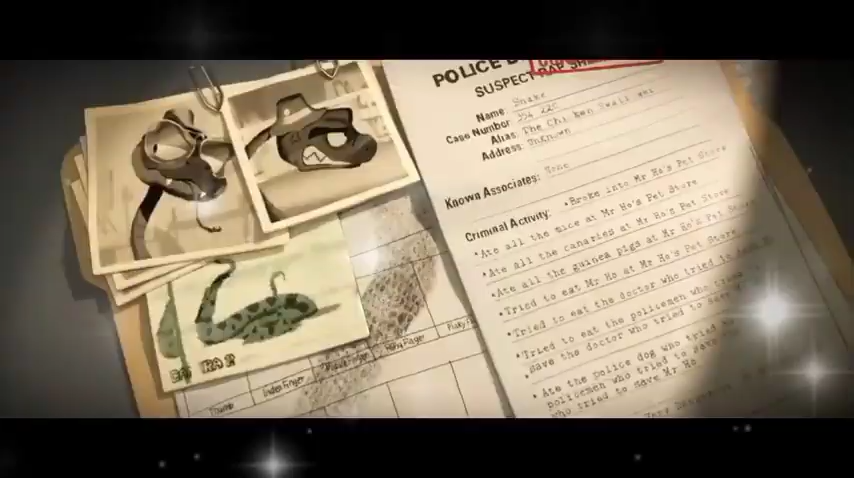 POLICE
SUSPECT RAP SHEET
Name: Snake
Case Number: 354 220
Alias: The Chicken Swallower
Address: Unknown
Known Associates: None
Criminal Activity: •Broke into Mr Ho's Pet Store
•Ate all the mice at Mr Ho's Pet Store
•Ate all the canaries at Mr Ho's Pet Store
•Ate all the guinea pigs at Mr Ho's Pet Store
•Tried to eat Mr Ho at Mr Ho's Pet Store
•Tried to eat the doctor who tried to
•Tried to eat the policemen who tried
save the doctor who tried to save
•Ate the police dog who tried to
policemen who tried to save
who tried to save Mr Ho
Very
Thumb
Index Finger
Middle Finger
Ring Finger